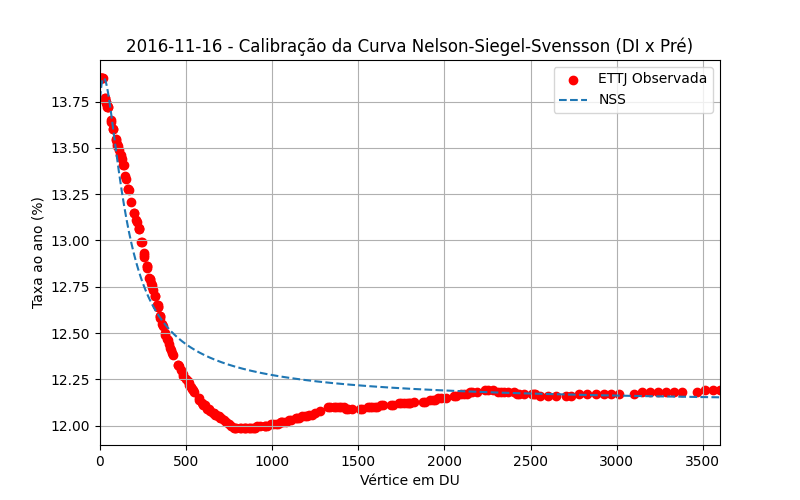 2016-11-16 - Calibração da Curva Nelson-Siegel-Svensson (DI x Pré)
ETTJ Observada
NSS
Taxa ao ano (%)
13.75
13.50
13.25
13.00
12.75
12.50
12.25
12.00
0 500 1000 1500 2000 2500 3000 3500
Vértice em DU